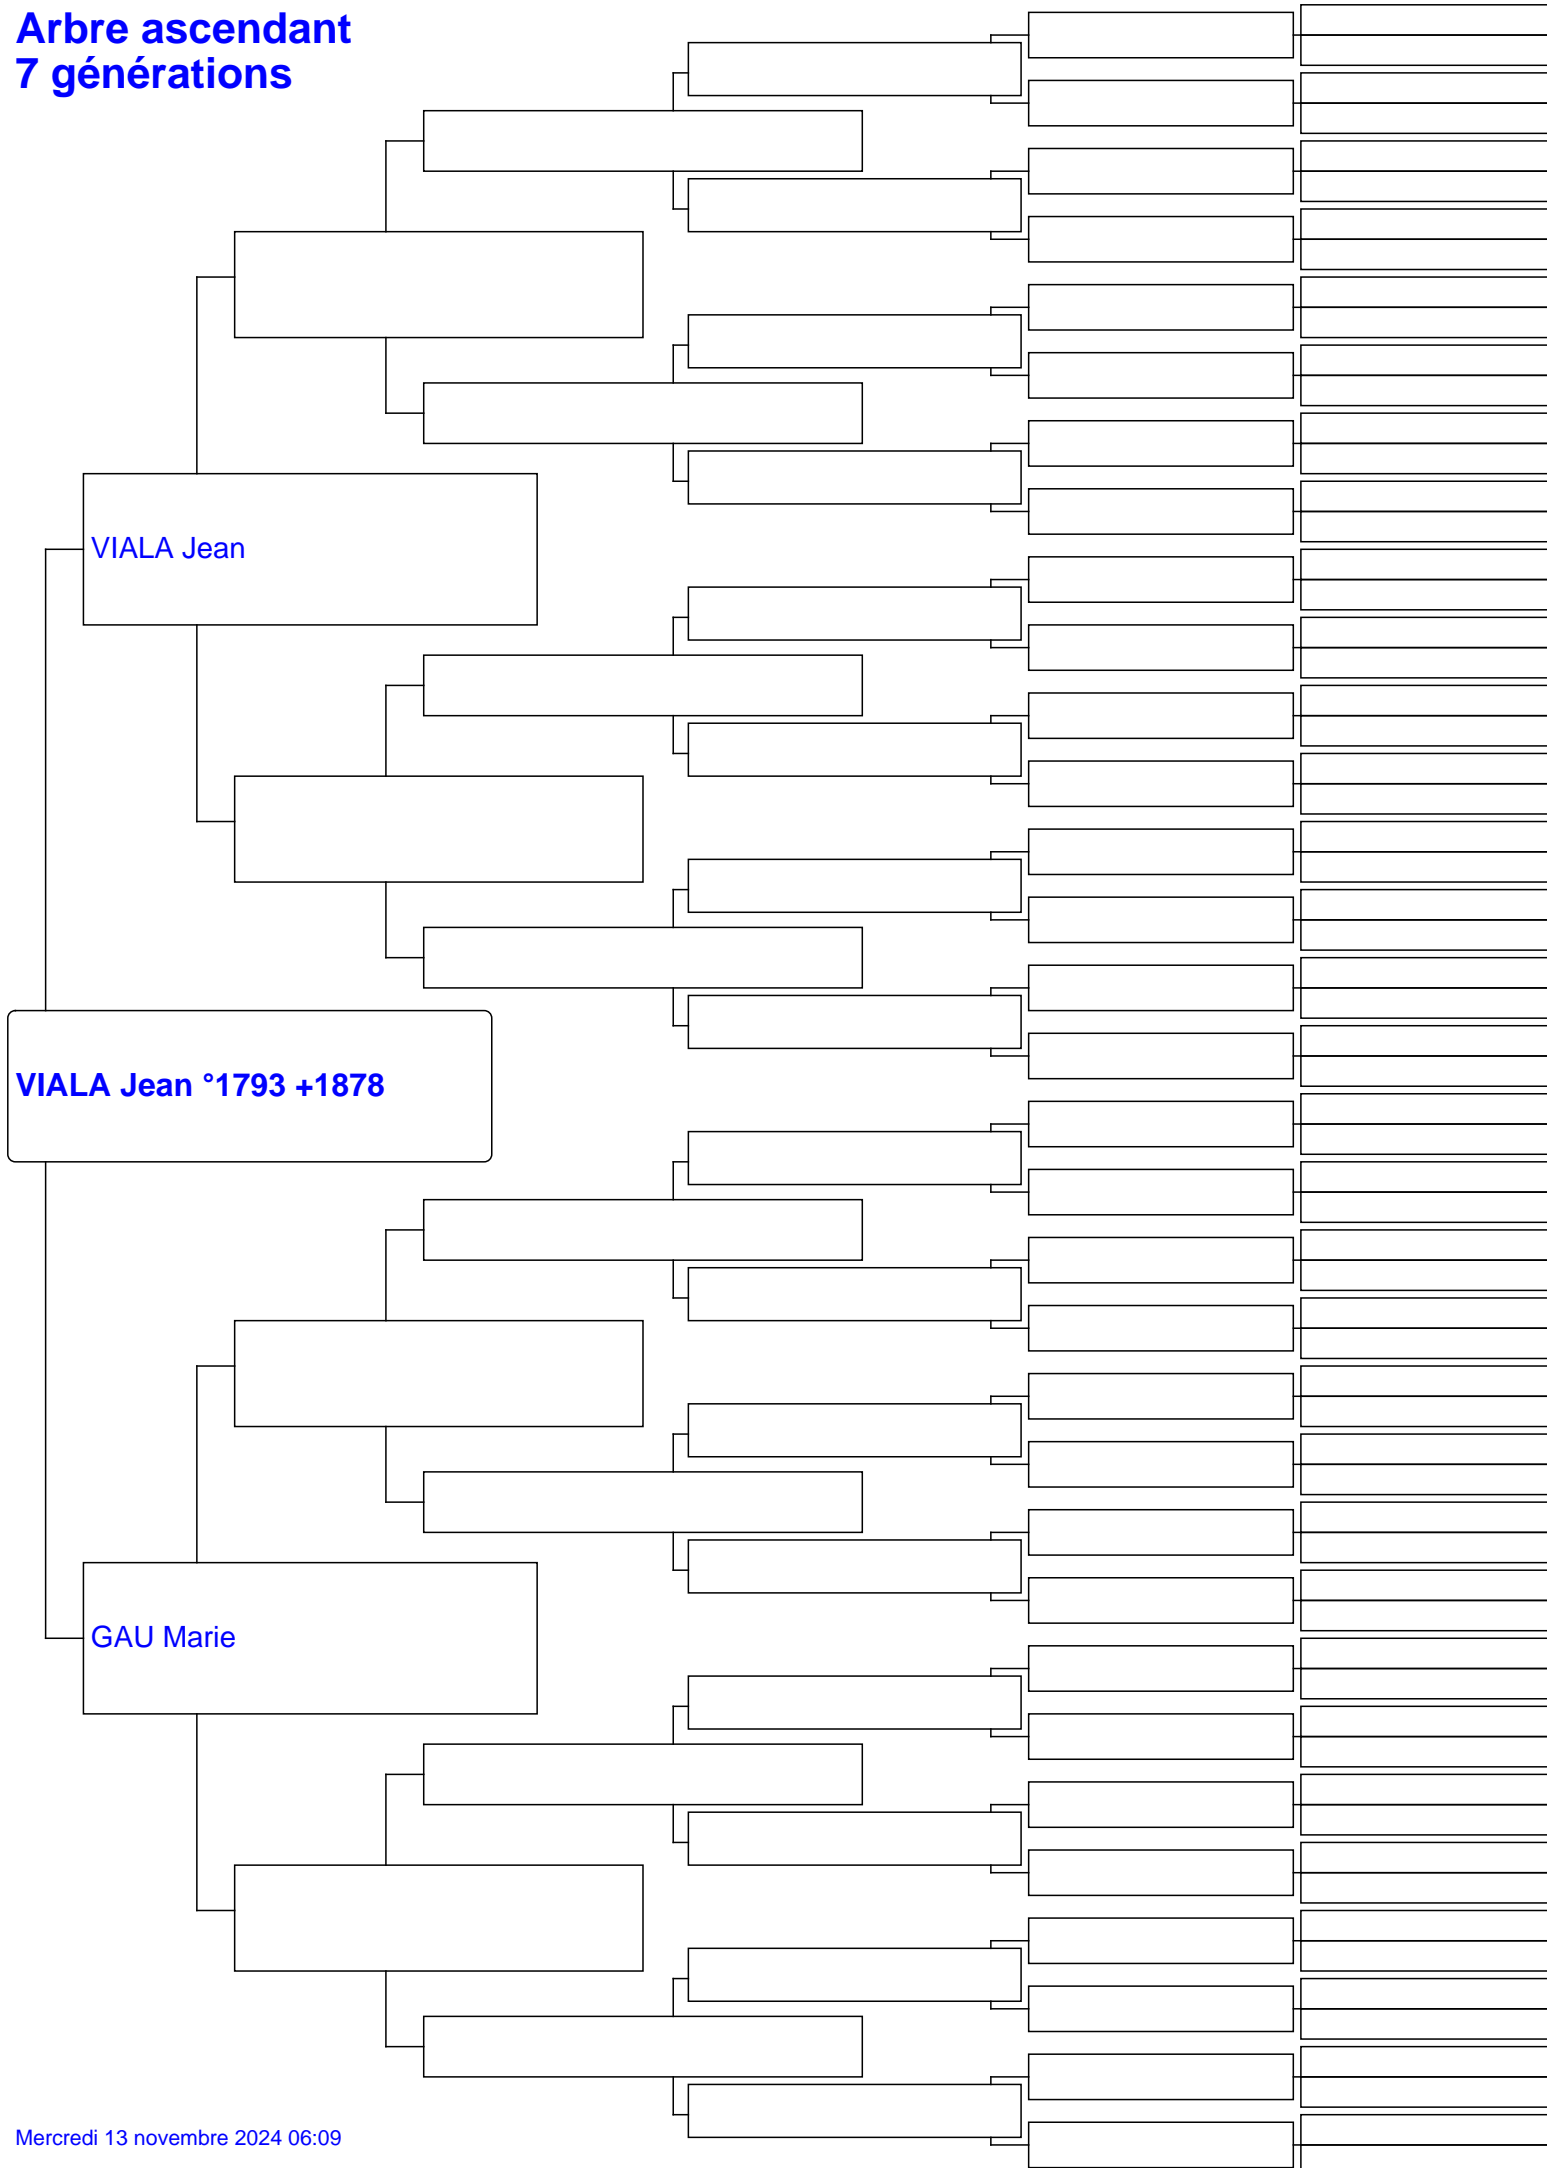 Arbre ascendant
7 générations
VIALA Jean
VIALA Jean °1793 +1878
GAU Marie
Mercredi 13 novembre 2024 06:09